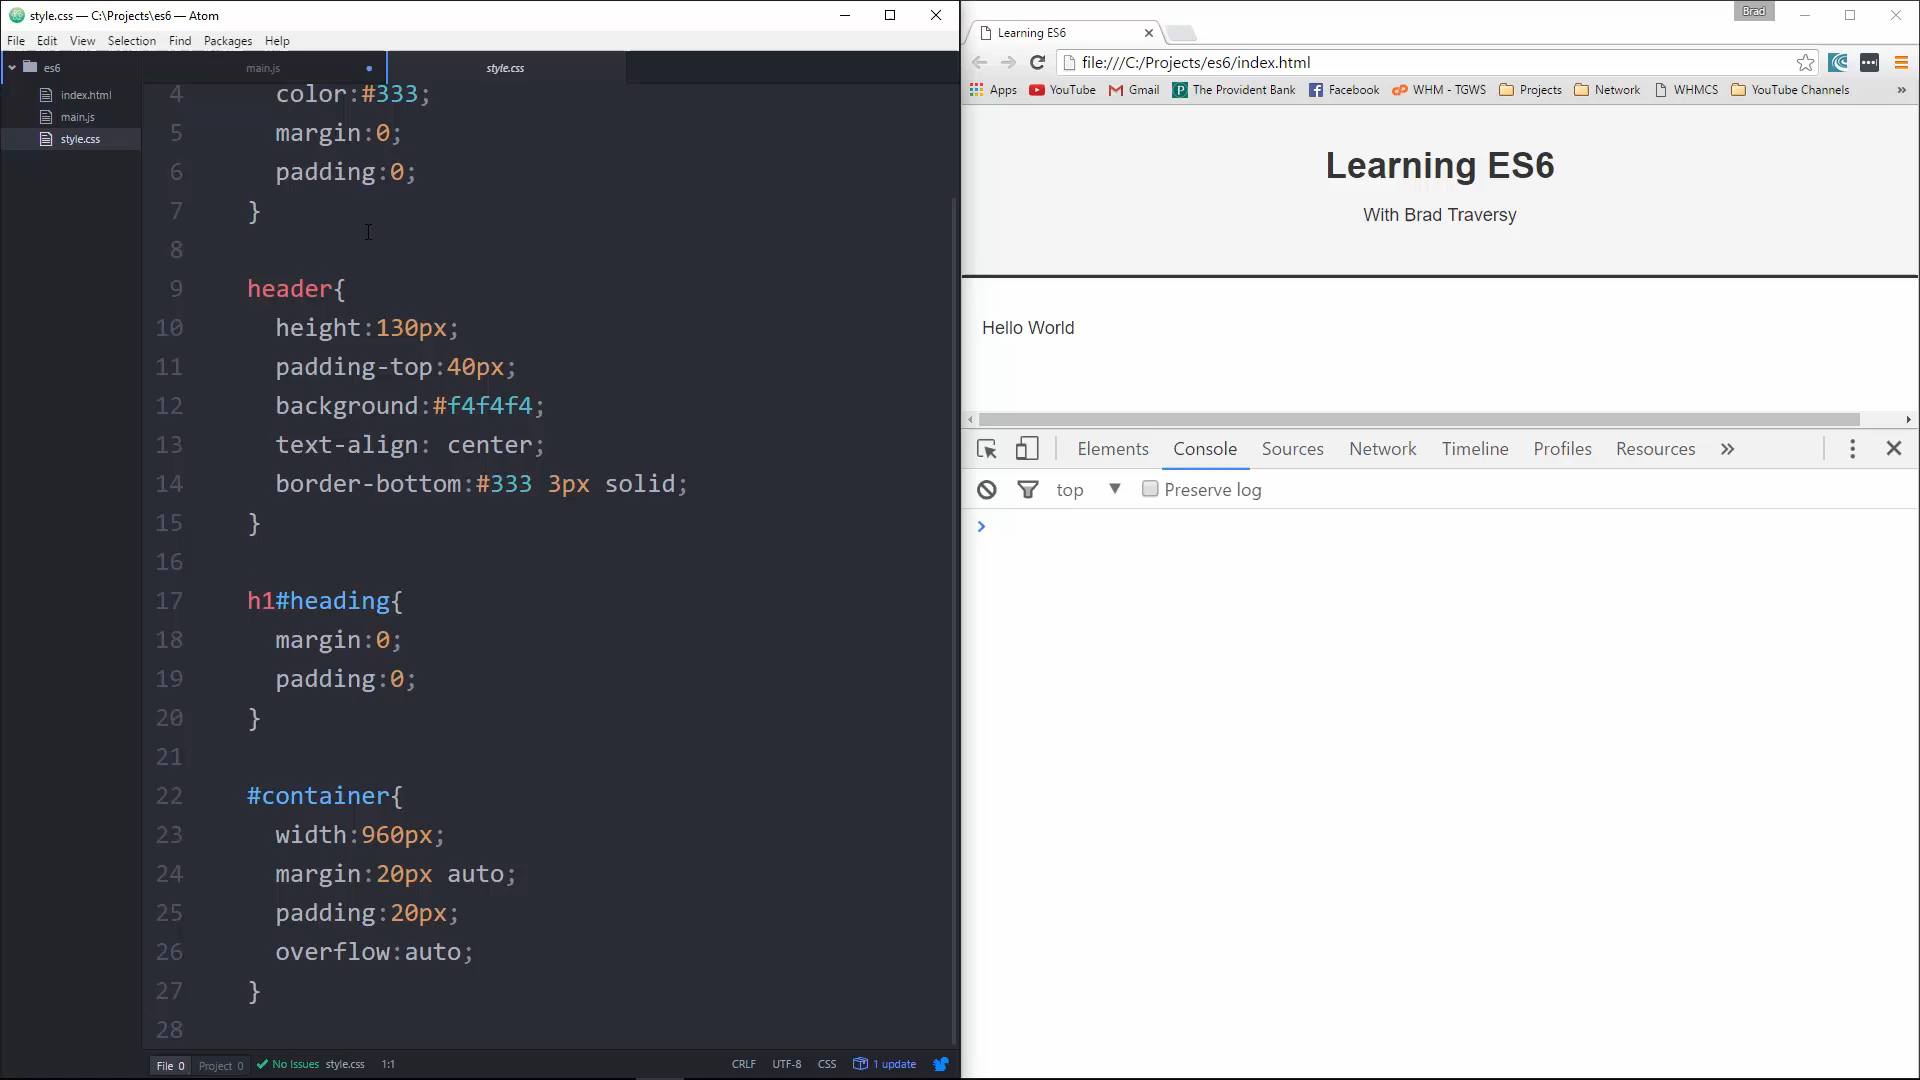 style.css — C:\Projects\es6 — Atom
File Edit View Selection Find Packages Help
es6
index.html
main.js
style.css
main.js
style.css
4 color:#333;
5 margin:0;
6 padding:0;
7 }
8
9 header{
10 height:130px;
11 padding-top:40px;
12 background:#f4f4f4;
13 text-align: center;
14 border-bottom:#333 3px solid;
15 }
16
17 h1#heading{
18 margin:0;
19 padding:0;
20 }
21
22 #container{
23 width:960px;
24 margin:20px auto;
25 padding:20px;
26 overflow:auto;
27 }
28
File 0 Project 0 No Issues style.css 1:1 CRLF UTF-8 CSS 1 update
Brad
Learning ES6
file:///C:/Projects/es6/index.html
Apps YouTube Gmail The Provident Bank Facebook WHM - TGWS Projects Network WHMCS YouTube Channels »
Learning ES6
With Brad Traversy
Hello World
Elements Console Sources Network Timeline Profiles Resources »
top Preserve log